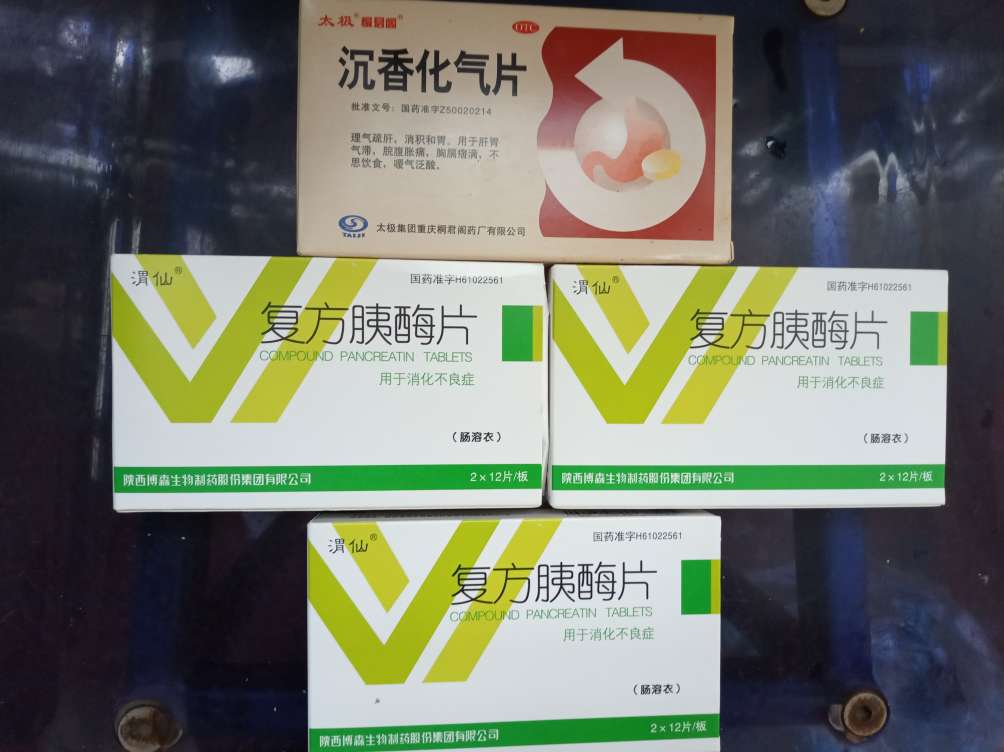 太极® 桐君阁®
OTC
沉香化气片
批准文号:国药准字Z50020214
理气疏肝,消积和胃。用于肝胃
气滞,脘腹胀痛,胸膈痞满,不
思饮食,嗳气泛酸。
TAIJI
太极集团重庆桐君阁药厂有限公司
渭仙®
国药准字H61022561
复方胰酶片
COMPOUND PANCREATIN TABLETS
用于消化不良症
(肠溶衣)
陕西博森生物制药股份集团有限公司
2×12片/板
渭仙®
国药准字H61022561
复方胰酶片
COMPOUND PANCREATIN TABLETS
用于消化不良症
(肠溶衣)
陕西博森生物制药股份集团有限公司
2×12片/板
渭仙®
国药准字H61022561
复方胰酶片
COMPOUND PANCREATIN TABLETS
用于消化不良症
(肠溶衣)
陕西博森生物制药股份集团有限公司
2×12片/板